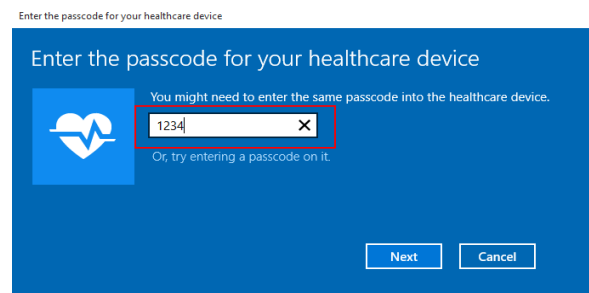 Enter the passcode for your healthcare device
Enter the passcode for your healthcare device
You might need to enter the same passcode into the healthcare device.
1234
Or, try entering a passcode on it.
Next
Cancel